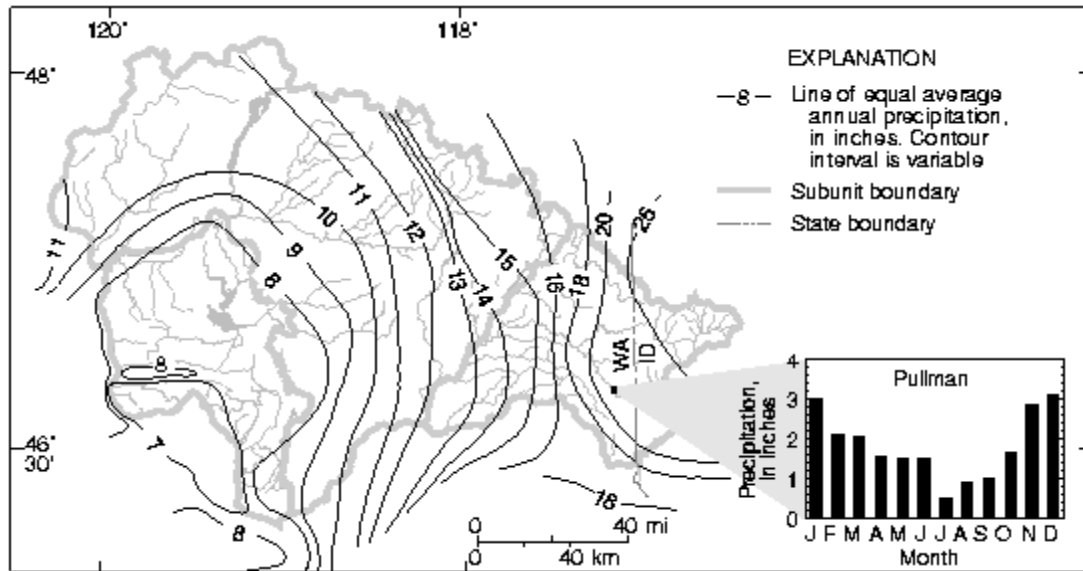 120°
118°
48°
46°
30'
EXPLANATION
—8— Line of equal average
annual precipitation,
in inches. Contour
interval is variable
Subunit boundary
State boundary
11
10
9
8
11
12
13
14
15
16
18
20
25
WA
ID
8
7
8
18
0 40 mi
0 40 km
Pullman
Precipitation,
in inches
4
3
2
1
0
J F M A M J J A S O N D
Month